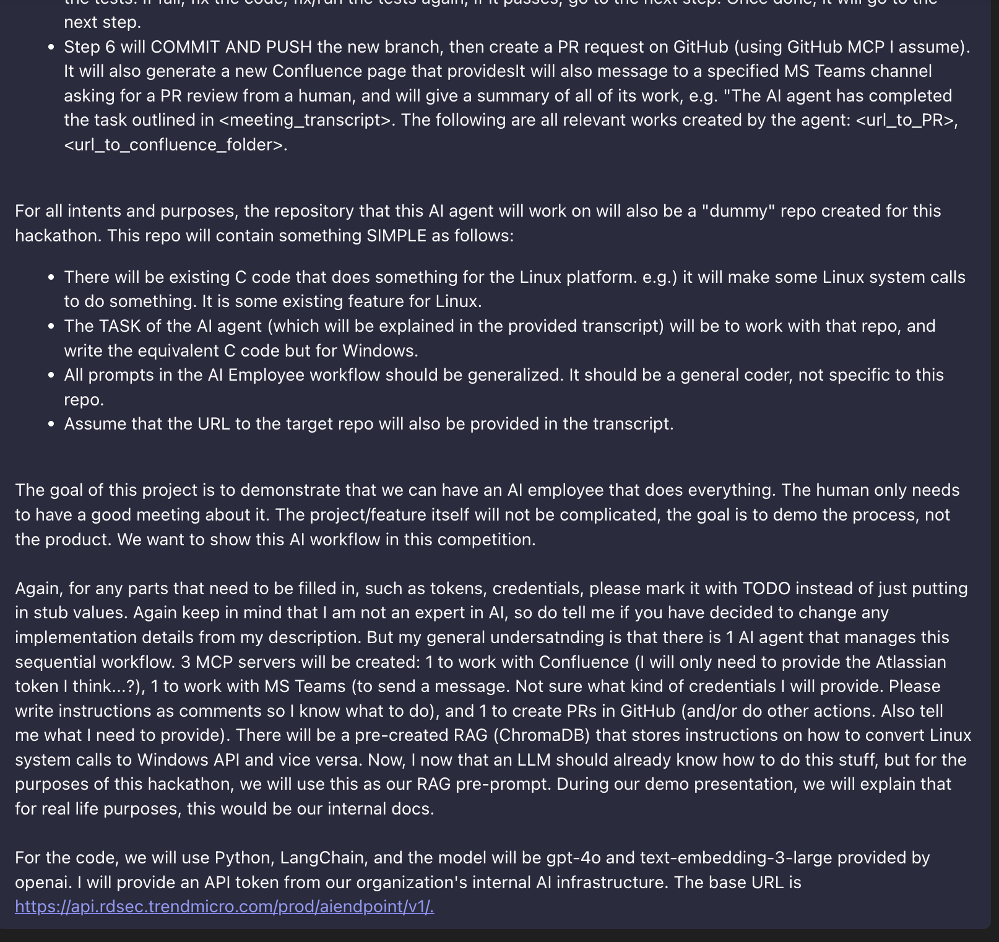 the tests. If fail, fix the code, fix/run the tests again, if it passes, go to the next step. Once done, it will go to the
next step.
• Step 6 will COMMIT AND PUSH the new branch, then create a PR request on GitHub (using GitHub MCP I assume).
It will also generate a new Confluence page that providesIt will also message to a specified MS Teams channel
asking for a PR review from a human, and will give a summary of all of its work, e.g. "The AI agent has completed
the task outlined in <meeting_transcript>. The following are all relevant works created by the agent: <url_to_PR>,
<url_to_confluence_folder>.
For all intents and purposes, the repository that this AI agent will work on will also be a "dummy" repo created for this
hackathon. This repo will contain something SIMPLE as follows:
• There will be existing C code that does something for the Linux platform. e.g.) it will make some Linux system calls
to do something. It is some existing feature for Linux.
• The TASK of the AI agent (which will be explained in the provided transcript) will be to work with that repo, and
write the equivalent C code but for Windows.
• All prompts in the AI Employee workflow should be generalized. It should be a general coder, not specific to this
repo.
• Assume that the URL to the target repo will also be provided in the transcript.
The goal of this project is to demonstrate that we can have an AI employee that does everything. The human only needs
to have a good meeting about it. The project/feature itself will not be complicated, the goal is to demo the process, not
the product. We want to show this AI workflow in this competition.
Again, for any parts that need to be filled in, such as tokens, credentials, please mark it with TODO instead of just putting
in stub values. Again keep in mind that I am not an expert in AI, so do tell me if you have decided to change any
implementation details from my description. But my general undersatnding is that there is 1 AI agent that manages this
sequential workflow. 3 MCP servers will be created: 1 to work with Confluence (I will only need to provide the Atlassian
token I think...?), 1 to work with MS Teams (to send a message. Not sure what kind of credentials I will provide. Please
write instructions as comments so I know what to do), and 1 to create PRs in GitHub (and/or do other actions. Also tell
me what I need to provide). There will be a pre-created RAG (ChromaDB) that stores instructions on how to convert Linux
system calls to Windows API and vice versa. Now, I now that an LLM should already know how to do this stuff, but for the
purposes of this hackathon, we will use this as our RAG pre-prompt. During our demo presentation, we will explain that
for real life purposes, this would be our internal docs.
For the code, we will use Python, LangChain, and the model will be gpt-4o and text-embedding-3-large provided by
openai. I will provide an API token from our organization's internal AI infrastructure. The base URL is
https://api.rdsec.trendmicro.com/prod/aiendpoint/v1/.